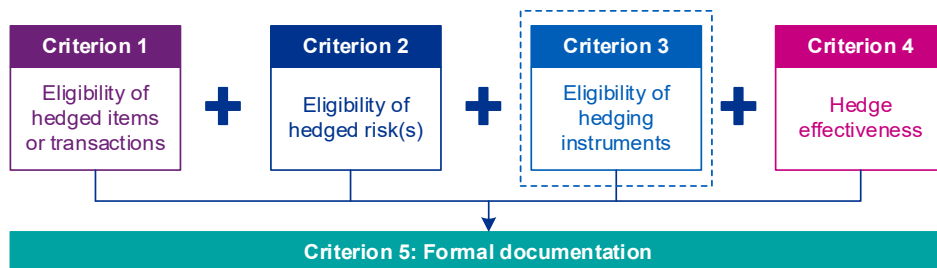 Criterion 1
Eligibility of
hedged items
or transactions
Criterion 2
Eligibility of
hedged risk(s)
Criterion 3
Eligibility of
hedging
instruments
Criterion 4
Hedge
effectiveness
Criterion 5: Formal documentation